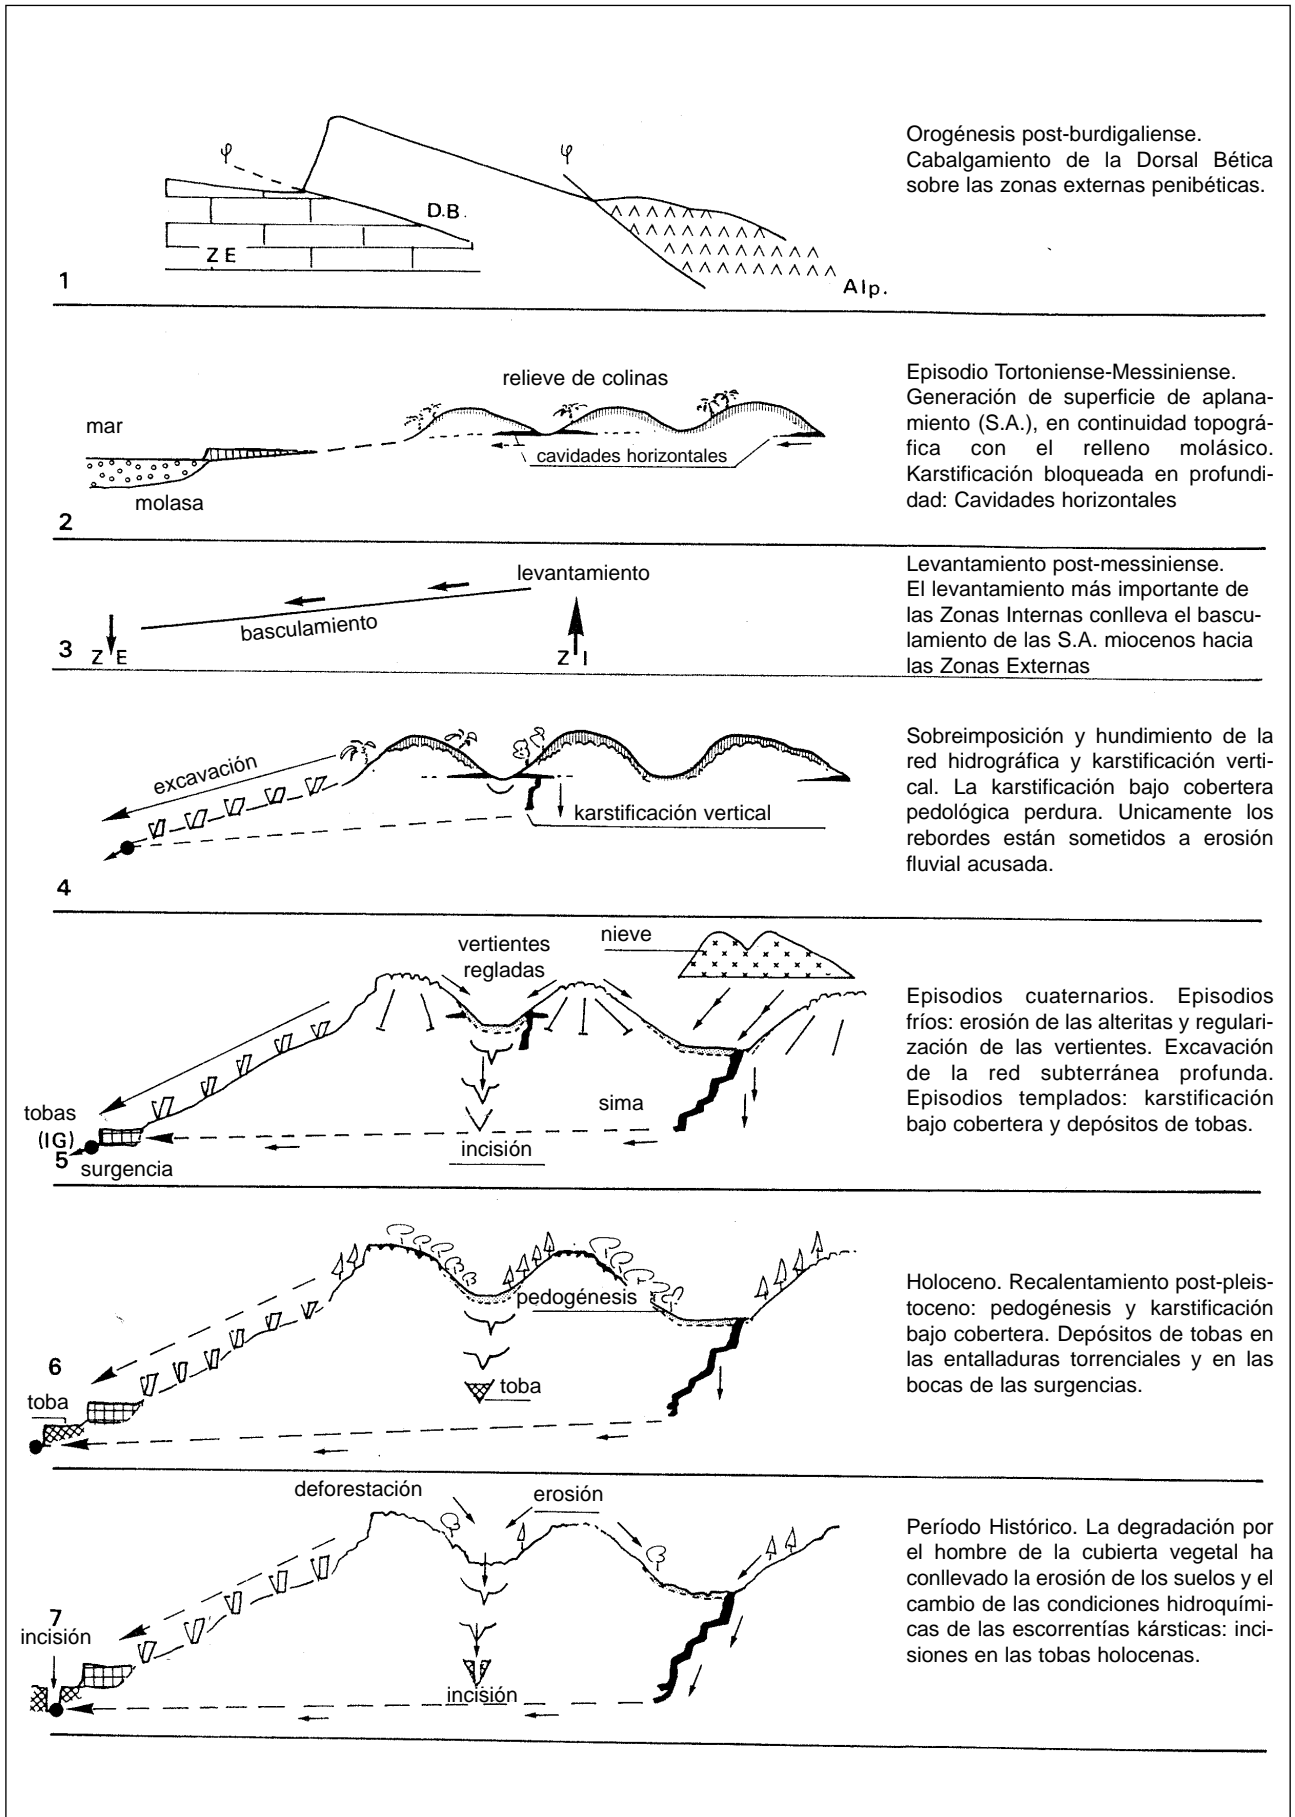 φ
φ
D.B.
Z E
Alp.
1
Orogénesis post-burdigaliense.
Cabalgamiento de la Dorsal Bética
sobre las zonas externas penibéticas.
relieve de colinas
mar
cavidades horizontales
molasa
2
Episodio Tortoniense-Messiniense.
Generación de superficie de aplana-
miento (S.A.), en continuidad topográ-
fica con el relleno molásico.
Karstificación bloqueada en profundi-
dad: Cavidades horizontales
levantamiento
basculamiento
3
Z E
Z I
Levantamiento post-messiniense.
El levantamiento más importante de
las Zonas Internas conlleva el bascu-
lamiento de las S.A. miocenos hacia
las Zonas Externas
excavación
karstificación vertical
4
Sobreimposición y hundimiento de la
red hidrográfica y karstificación verti-
cal. La karstificación bajo cobertera
pedológica perdura. Unicamente los
rebordes están sometidos a erosión
fluvial acusada.
vertientes
regladas
nieve
tobas
(IG)
5
surgencia
sima
incisión
Episodios cuaternarios. Episodios
fríos: erosión de las alteritas y regulari-
zación de las vertientes. Excavación
de la red subterránea profunda.
Episodios templados: karstificación
bajo cobertera y depósitos de tobas.
pedogénesis
6
toba
toba
Holoceno. Recalentamiento post-pleis-
toceno: pedogénesis y karstificación
bajo cobertera. Depósitos de tobas en
las entalladuras torrenciales y en las
bocas de las surgencias.
deforestación
erosión
7
incisión
incisión
Período Histórico. La degradación por
el hombre de la cubierta vegetal ha
conllevado la erosión de los suelos y el
cambio de las condiciones hidroquími-
cas de las escorrentías kársticas: inci-
siones en las tobas holocenas.